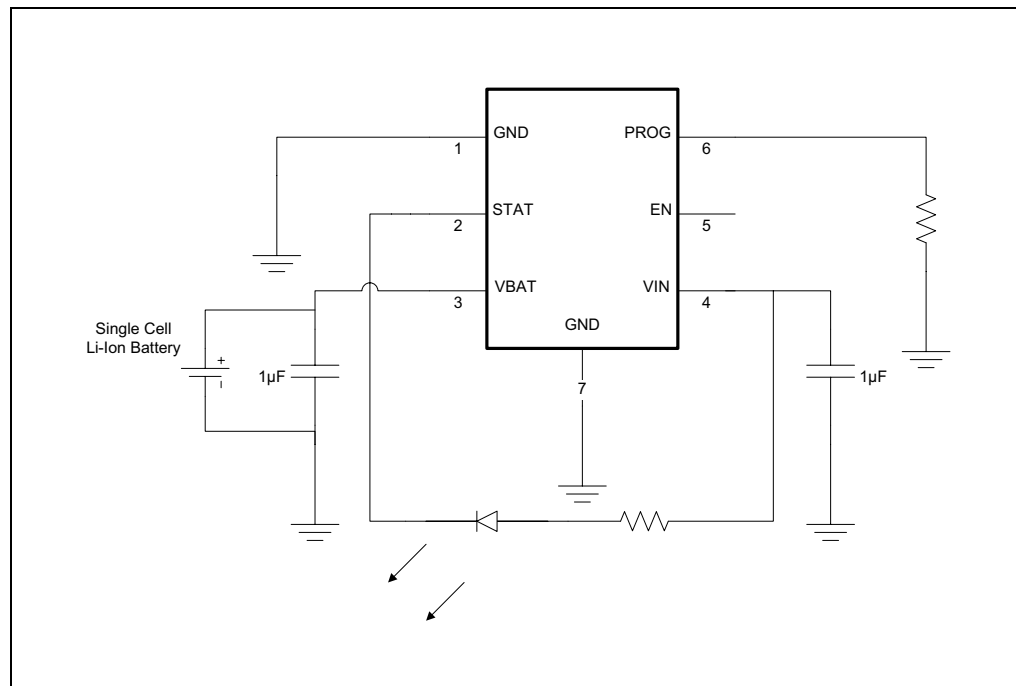 GND
PROG
1
6
STAT
EN
2
5
VBAT
VIN
3
4
GND
Single Cell
Li-Ion Battery
+
–
1µF
1µF
7